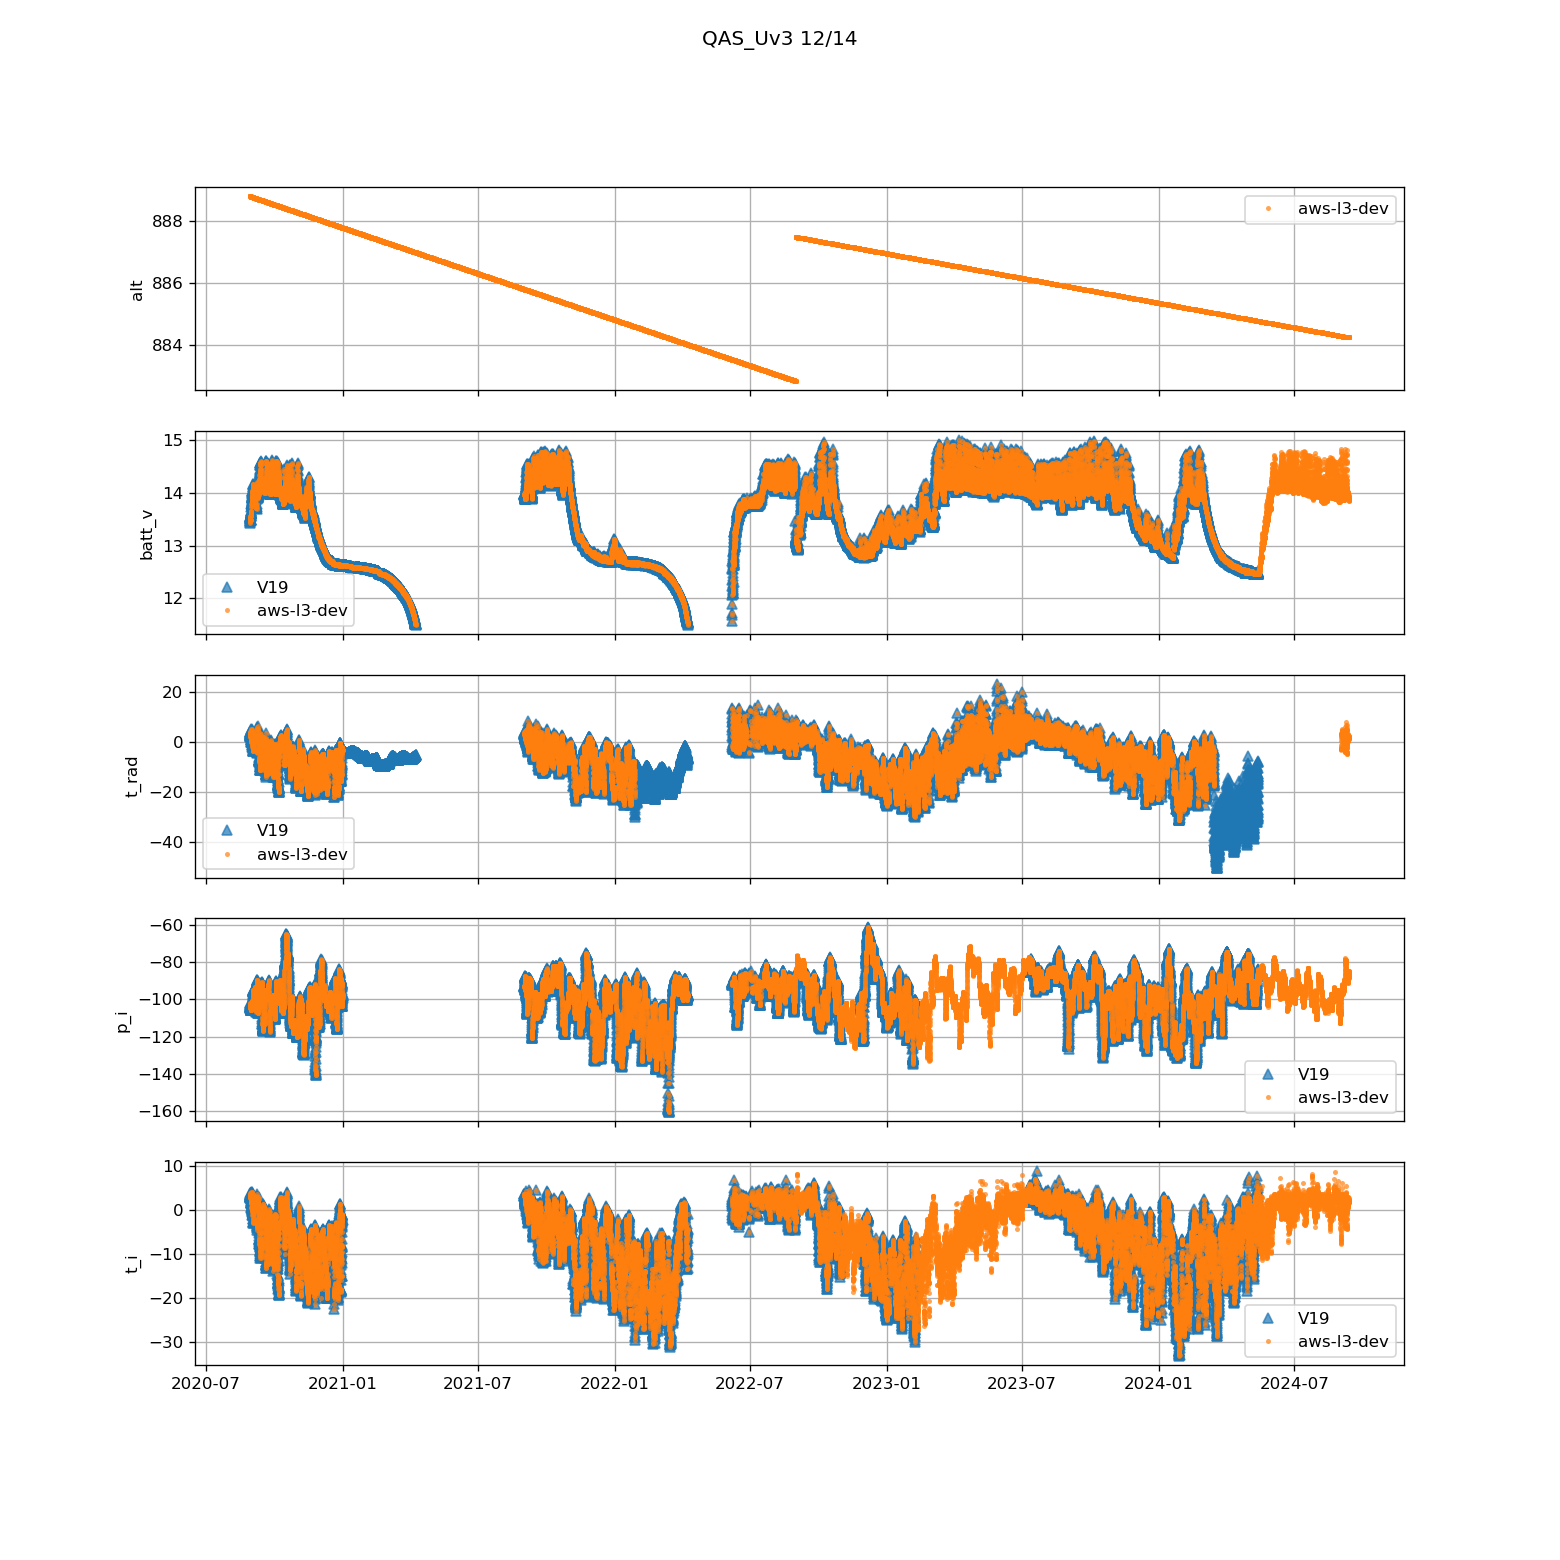 QAS_Uv3 12/14
888
886
884
alt
aws-l3-dev
15
14
13
12
batt_v
V19
aws-l3-dev
20
0
−20
−40
t_rad
V19
aws-l3-dev
−60
−80
−100
−120
−140
−160
p_i
V19
aws-l3-dev
10
0
−10
−20
−30
t_i
V19
aws-l3-dev
2020-07 2021-01 2021-07 2022-01 2022-07 2023-01 2023-07 2024-01 2024-07